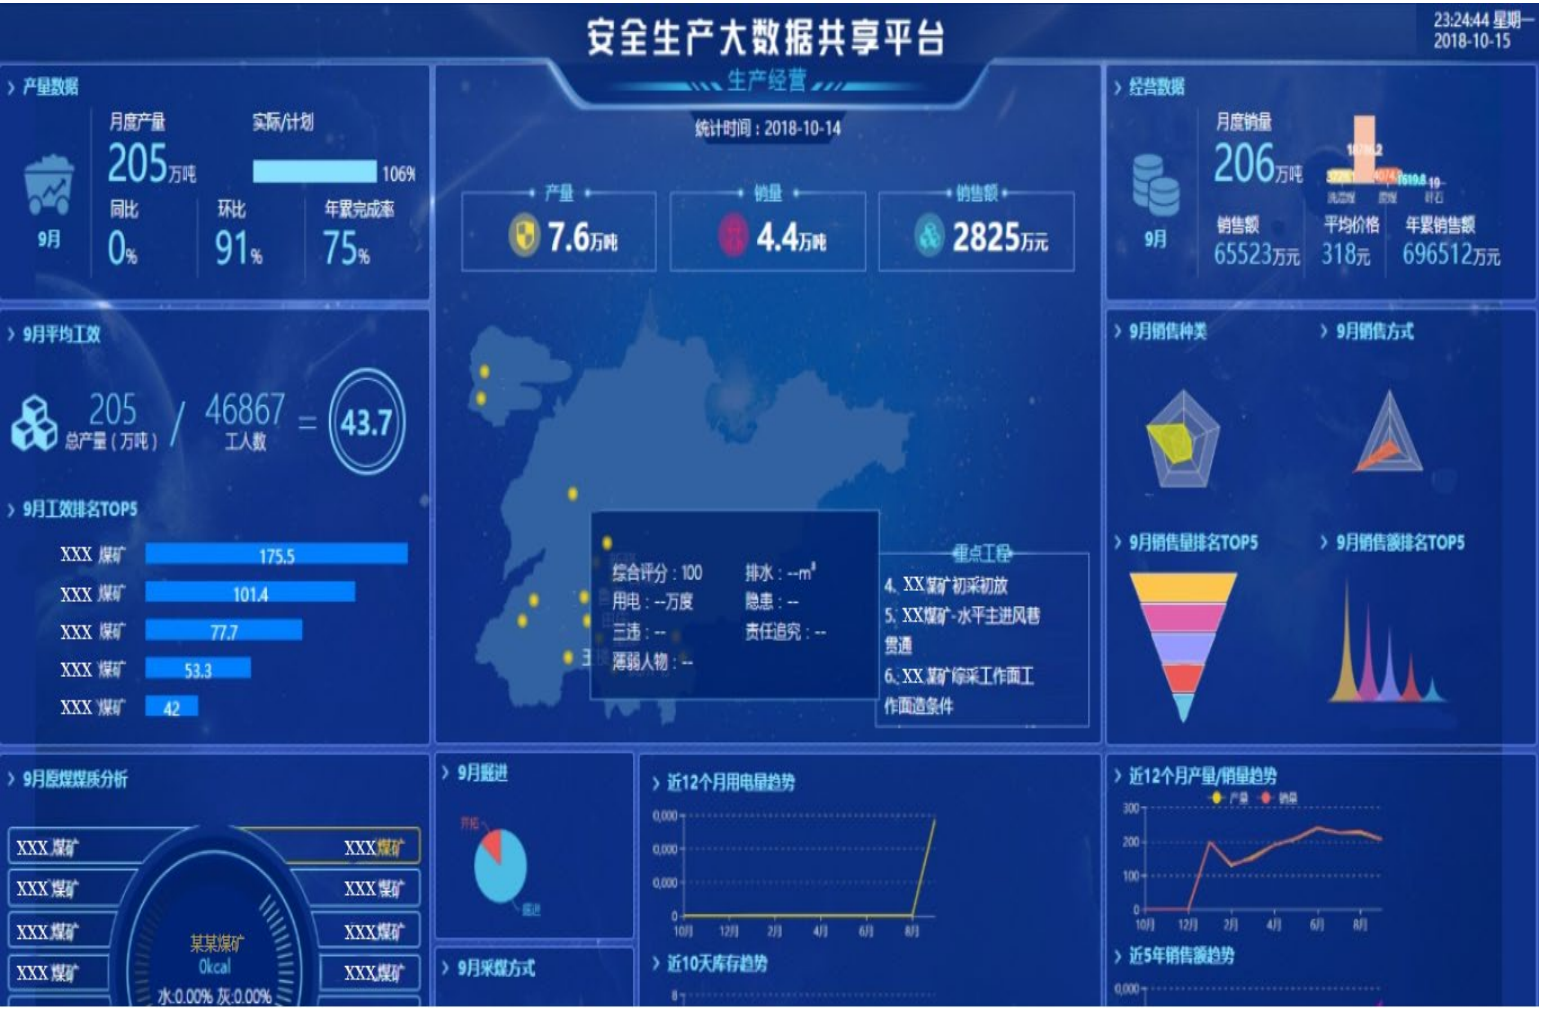 安全生产大数据共享平台
23:24:44 星期一
2018-10-15
生产经营
统计时间：2018-10-14
产量数据
月度产量
205万吨
实际/计划
106%
9月
同比
0%
环比
91%
年累完成率
75%
9月平均工效
205
总产量（万吨）
/
46867
工人数
=
43.7
9月工效排名TOP5
XXX 煤矿 175.5
XXX 煤矿 101.4
XXX 煤矿 77.7
XXX 煤矿 53.3
XXX 煤矿 42
9月原煤煤质分析
XXX煤矿
XXX煤矿
XXX煤矿
XXX煤矿
XXX煤矿
XXX煤矿
XXX煤矿
XXX煤矿
某某煤矿
0kcal
水:0.00% 灰:0.00%
产量
7.6万吨
销量
4.4万吨
销售额
2825万元
综合评分：100
排水：--m³
用电：--万度
隐患：--
三违：--
责任追究：--
薄弱人物：--
重点工程
4、XX煤矿初采初放
5、XX煤矿-水平主进风巷
贯通
6、XX煤矿综采工作面工
作面造条件
9月掘进
开拓
掘进
9月采煤方式
近12个月用电量趋势
0,000
0,000
0,000
0
10月 12月 2月 4月 6月 8月
近10天库存趋势
8
经营数据
月度销量
206万吨
9月
1619.8
19
原煤
矸石
销售额
65523万元
平均价格
318元
年累销售额
696512万元
9月销售种类
9月销售方式
9月销售量排名TOP5
9月销售额排名TOP5
近12个月产量/销量趋势
产量 销量
300
200
100
0
10月 12月 2月 4月 6月 8月
近5年销售额趋势
0,000